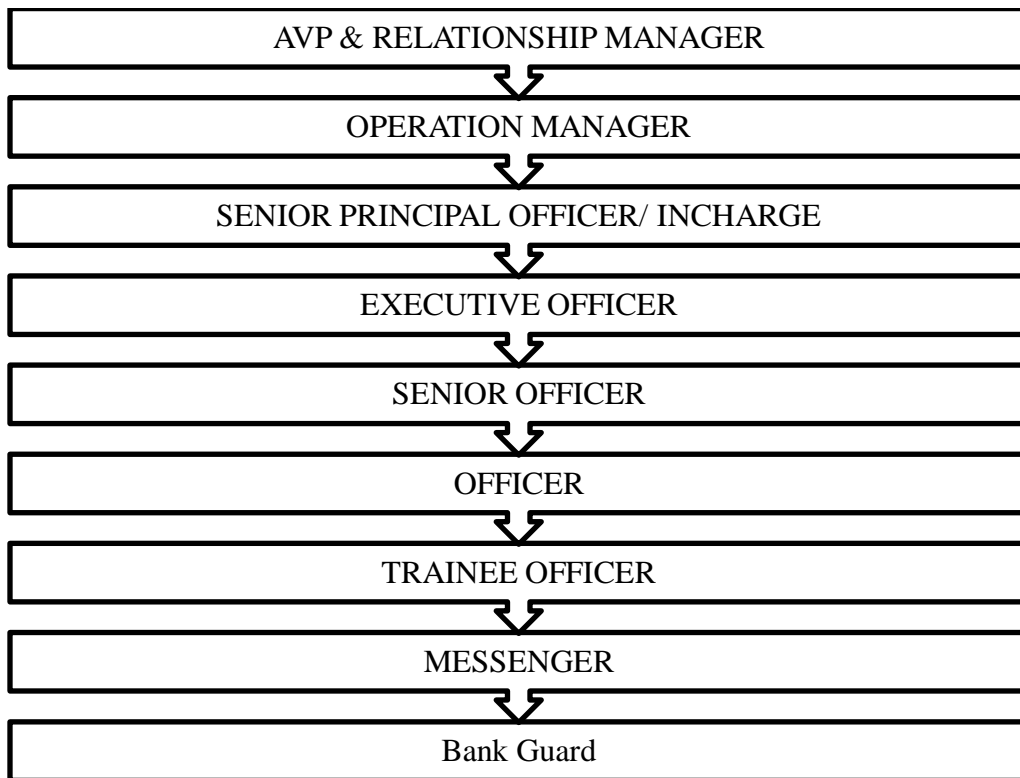 AVP & RELATIONSHIP MANAGER
OPERATION MANAGER
SENIOR PRINCIPAL OFFICER/ INCHARGE
EXECUTIVE OFFICER
SENIOR OFFICER
OFFICER
TRAINEE OFFICER
MESSENGER
Bank Guard